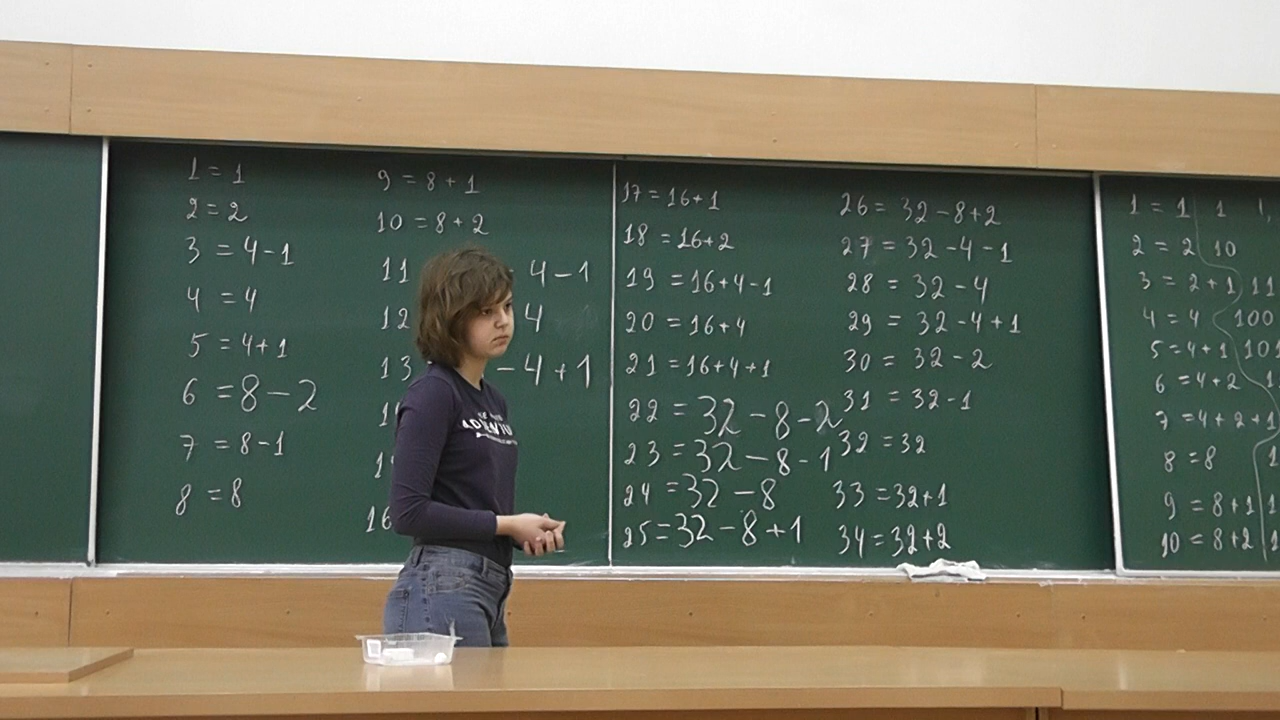 1 = 1
2 = 2
3 = 4-1
4 = 4
5 = 4+1
6 = 8-2
7 = 8-1
8 = 8
9 = 8+1
10 = 8+2
11 4-1
12 4
13 -4+1
16
17 = 16+1
18 = 16+2
19 = 16+4-1
20 = 16+4
21 = 16+4+1
22 = 32-8-2
23 = 32-8-1
24 = 32-8
25 = 32-8+1
26 = 32-8+2
27 = 32-4-1
28 = 32-4
29 = 32-4+1
30 = 32-2
31 = 32-1
32 = 32
33 = 32+1
34 = 32+2
1 = 1 1 1,
2 = 2 10
3 = 2+1 11
4 = 4 100
5 = 4+1 101
6 = 4+2 1
7 = 4+2+1
8 = 8 1
9 = 8+1 1
10 = 8+2 1